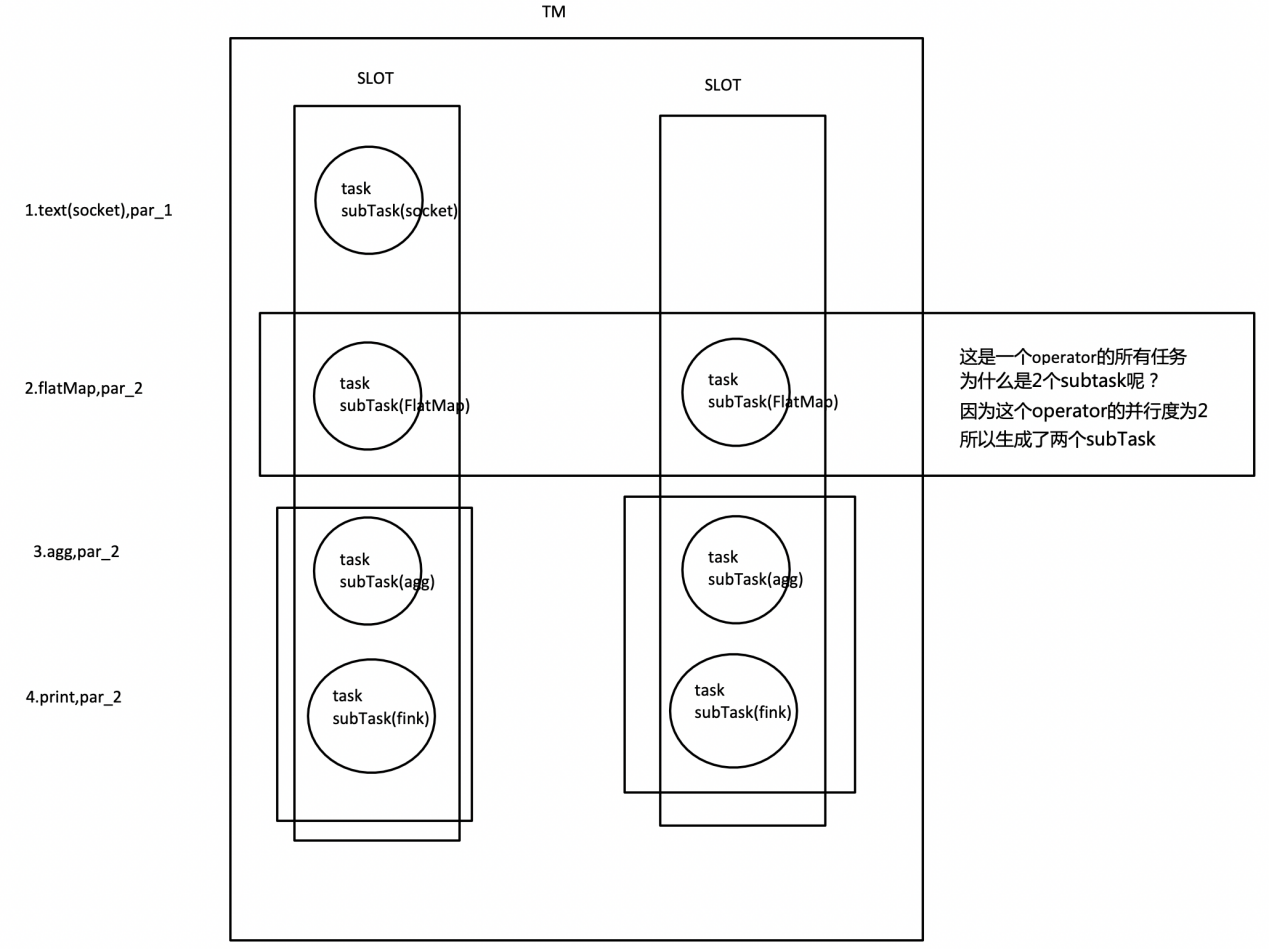 TM
SLOT
SLOT
1.text(socket),par_1
task
subTask(socket)
2.flatMap,par_2
task
subTask(FlatMap)
task
subTask(FlatMap)
这是一个operator的所有任务
为什么是2个subtask呢？
因为这个operator的并行度为2
所以生成了两个subTask
3.agg,par_2
task
subTask(agg)
task
subTask(agg)
4.print,par_2
task
subTask(fink)
task
subTask(fink)